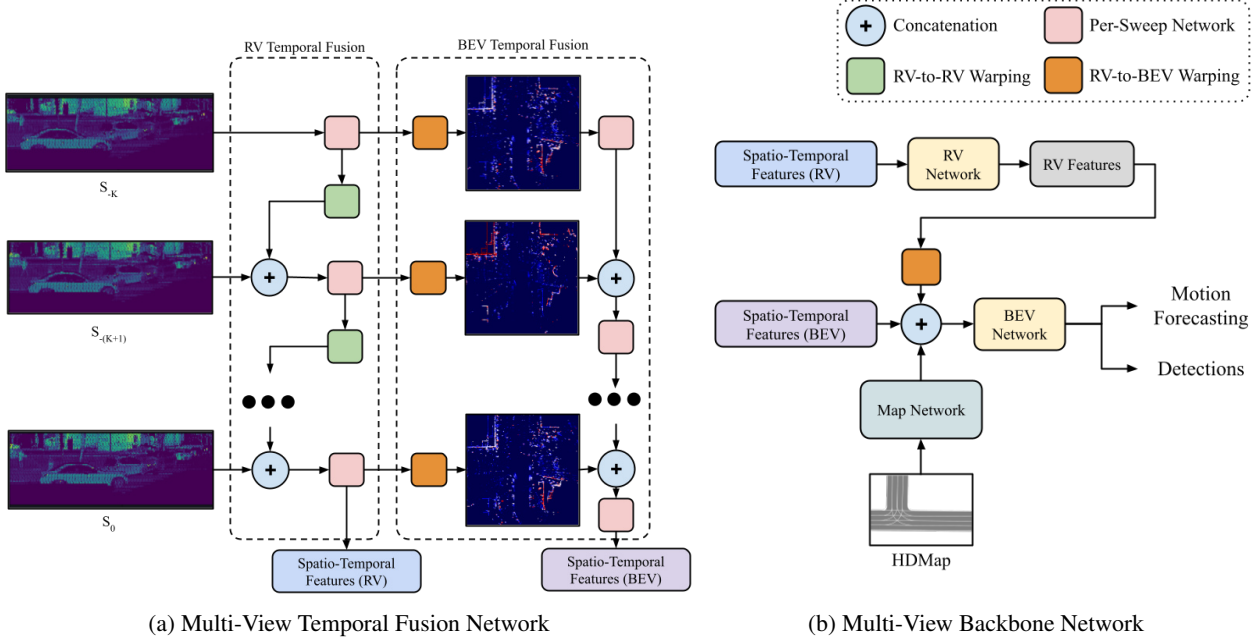 RV Temporal Fusion
BEV Temporal Fusion
S-K
S-(K+1)
S0
Spatio-Temporal
Features (RV)
Spatio-Temporal
Features (BEV)
(a) Multi-View Temporal Fusion Network
Concatenation
Per-Sweep Network
RV-to-RV Warping
RV-to-BEV Warping
Spatio-Temporal
Features (RV)
RV
Network
RV Features
Spatio-Temporal
Features (BEV)
BEV
Network
Motion
Forecasting
Detections
Map Network
HDMap
(b) Multi-View Backbone Network